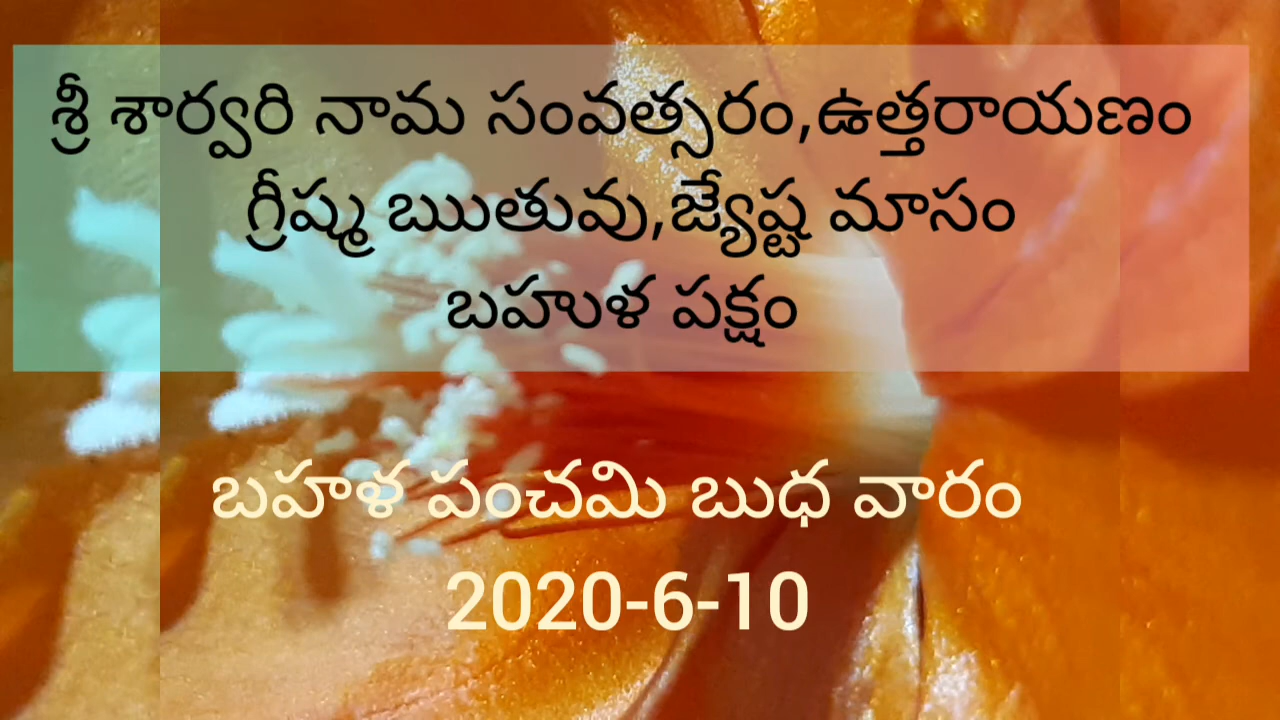 శ్రీ శార్వరి నామ సంవత్సరం,ఉత్తరాయణం
గ్రీష్మ ఋతువు,జ్యేష్ట మాసం
బహుళ పక్షం
బహళ పంచమి బుధ వారం
2020-6-10